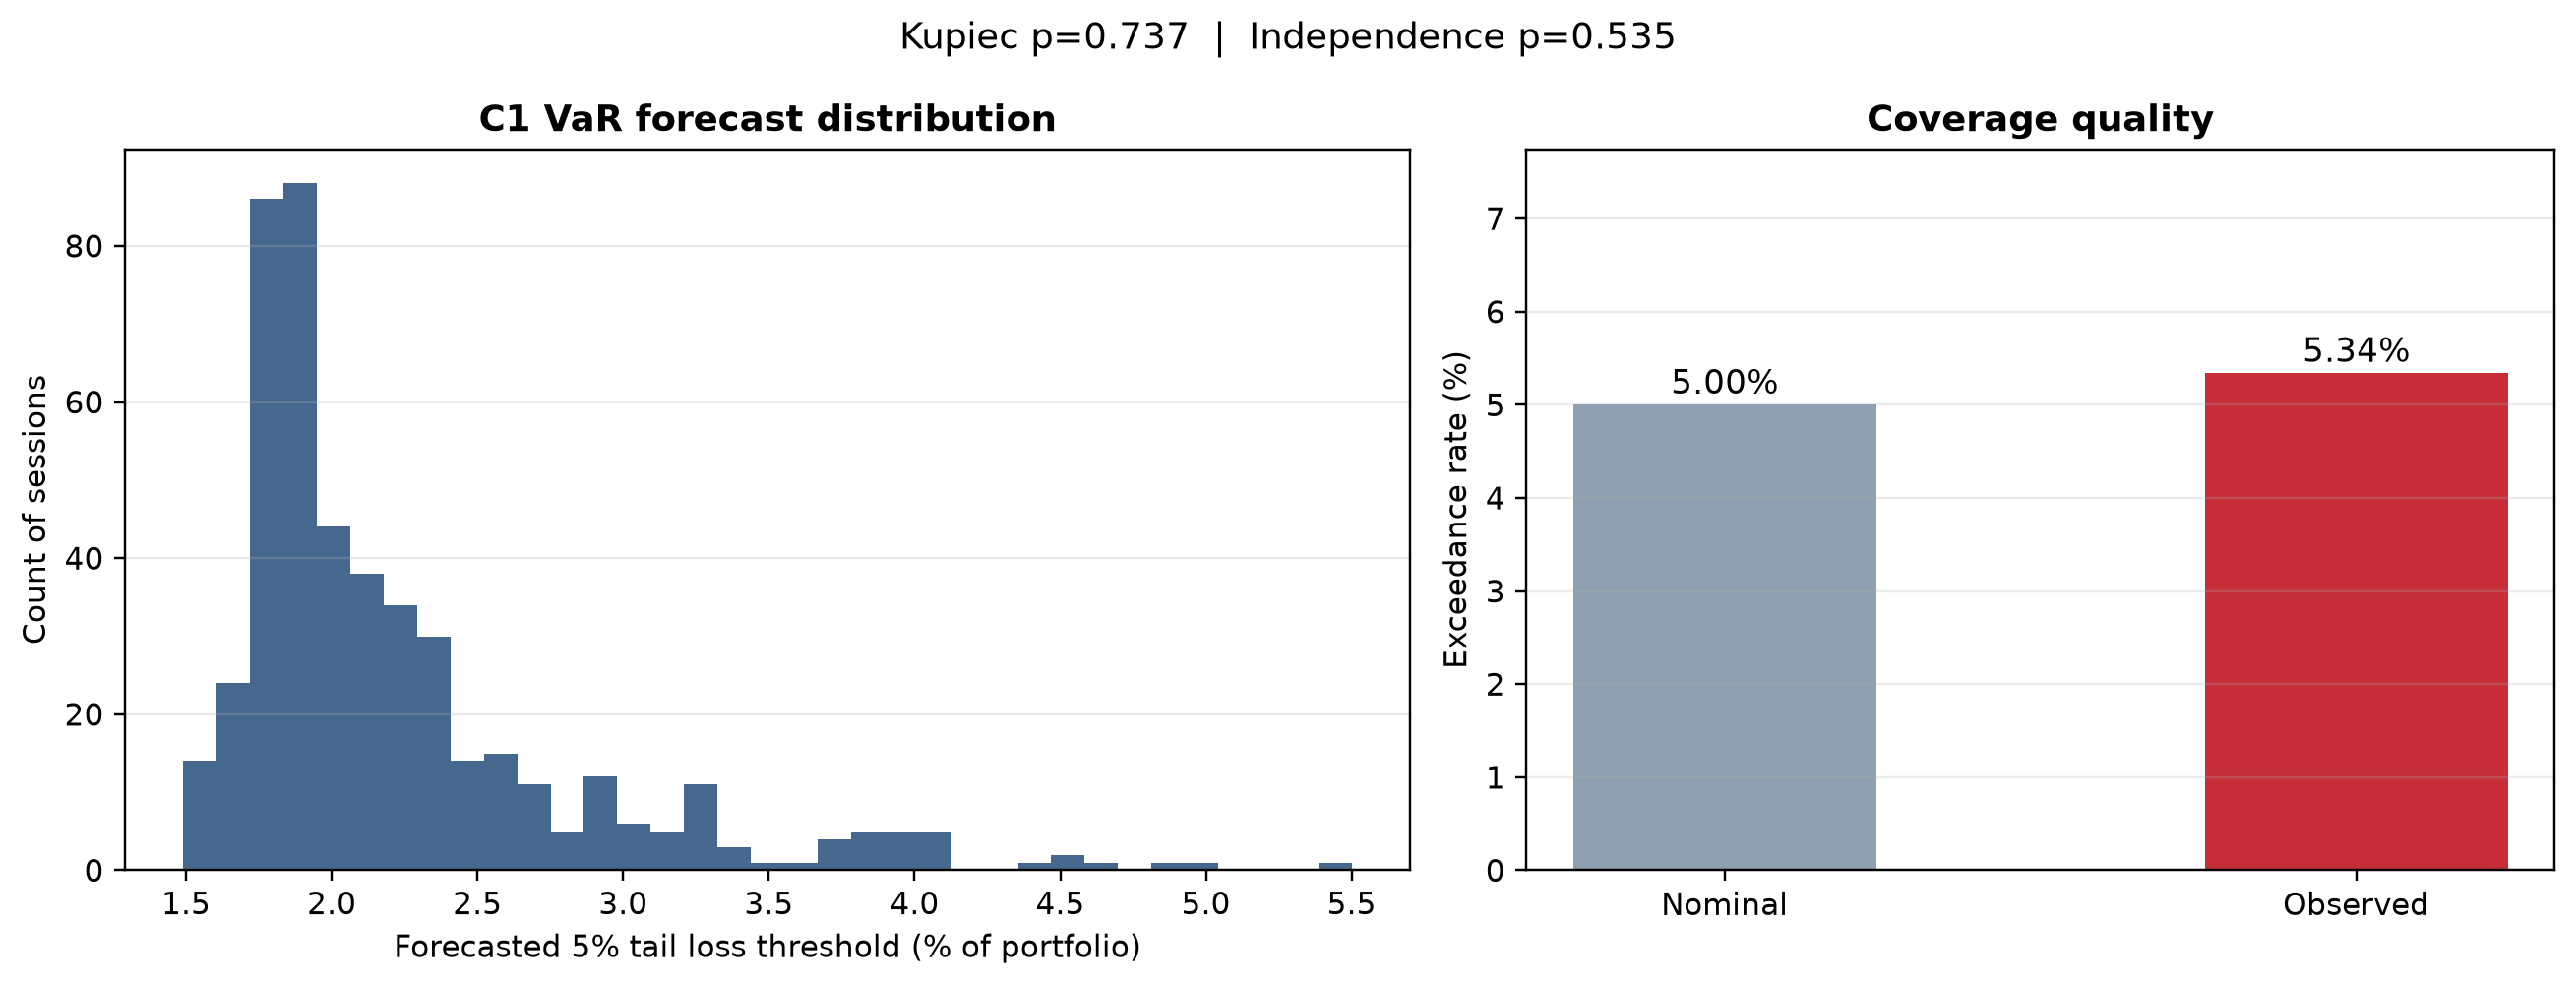 Kupiec p=0.737 | Independence p=0.535
C1 VaR forecast distribution
Count of sessions
80
60
40
20
0
1.5 2.0 2.5 3.0 3.5 4.0 4.5 5.0 5.5
Forecasted 5% tail loss threshold (% of portfolio)
Coverage quality
Exceedance rate (%)
7
6
5
4
3
2
1
0
5.00%
5.34%
Nominal Observed